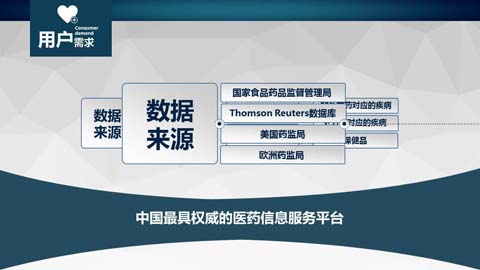 Consumer
demand
用户需求
国家食品药品监督管理局
数据来源
数据来源
Thomson Reuters数据库
药对应的疾病
美国药监局
对应的疾病
欧洲药监局
保健品
中国最具权威的医药信息服务平台